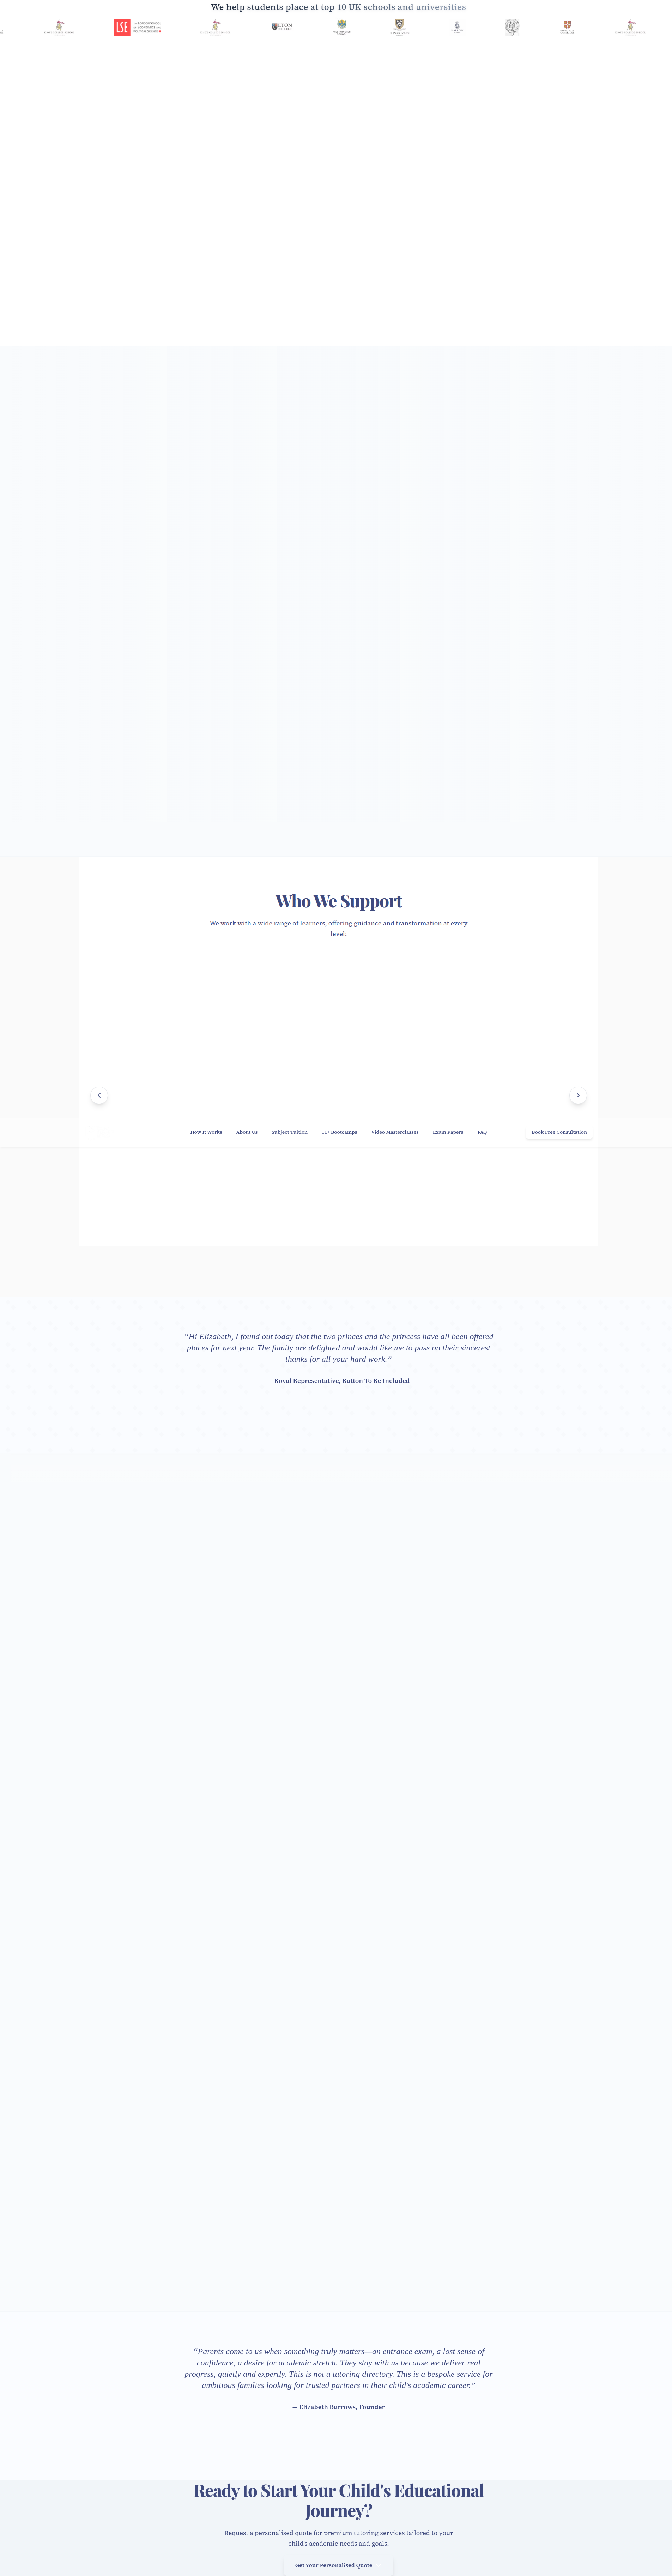 We help students place at top 10 UK schools and universities
LSE THE LONDON SCHOOL OF ECONOMICS AND POLITICAL SCIENCE
ETON COLLEGE
Who We Support
We work with a wide range of learners, offering guidance and transformation at every
level:
How It Works About Us Subject Tuition 11+ Bootcamps Video Masterclasses Exam Papers FAQ Book Free Consultation
"Hi Elizabeth, I found out today that the two princes and the princess have all been offered
places for next year. The family are delighted and would like me to pass on their sincerest
thanks for all your hard work."
— Royal Representative, Button To Be Included
"Parents come to us when something truly matters—an entrance exam, a lost sense of
confidence, a desire for academic stretch. They stay with us because we deliver real
progress, quietly and expertly. This is not a tutoring directory. This is a bespoke service for
ambitious families looking for trusted partners in their child's academic career."
— Elizabeth Burrows, Founder
Ready to Start Your Child's Educational
Journey?
Request a personalised quote for premium tutoring services tailored to your
child's academic needs and goals.
Get Your Personalised Quote